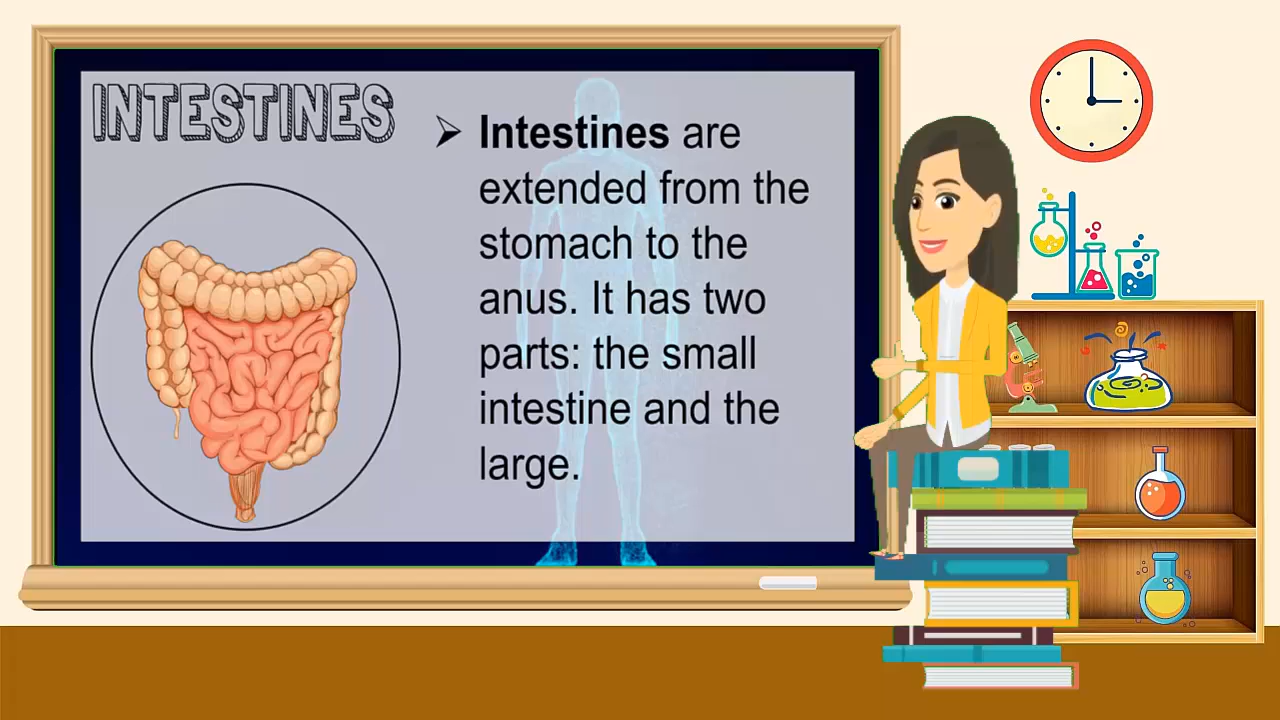 INTESTINES
➤ Intestines are
extended from the
stomach to the
anus. It has two
parts: the small
intestine and the
large.